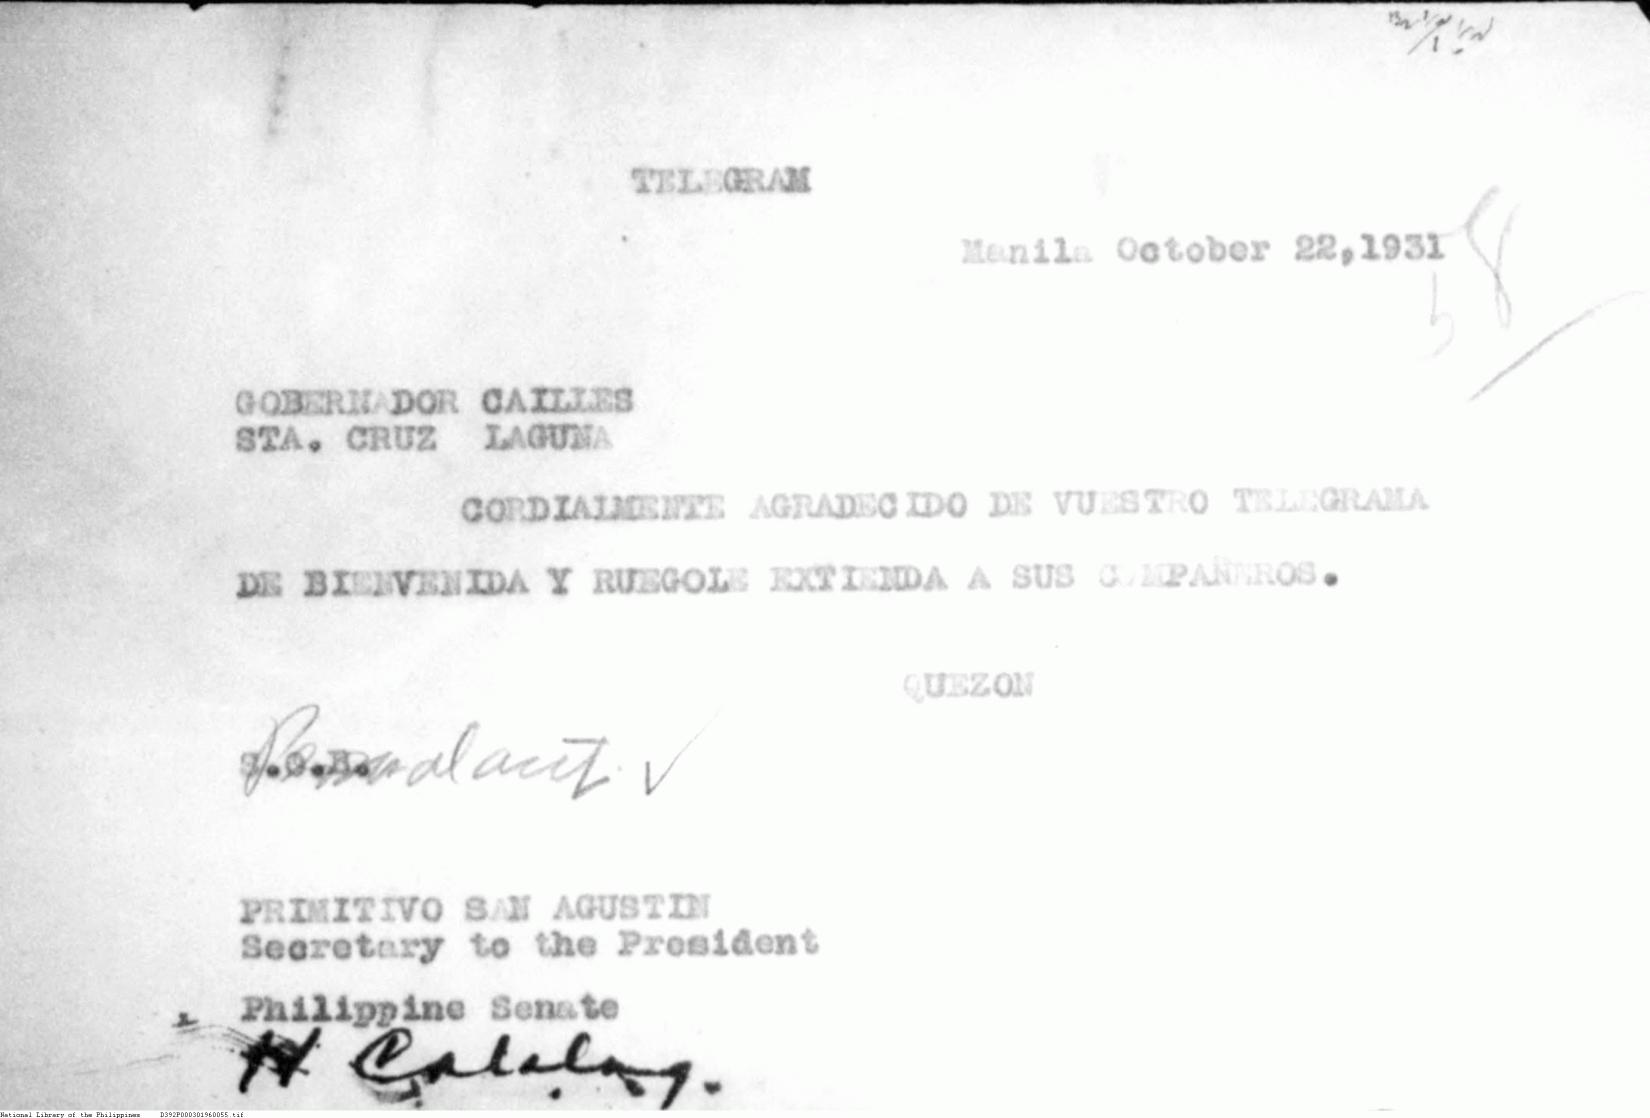 TELEGRAM
Manila October 22,1931
GOBERNADOR CAILLES
STA. CRUZ LAGUNA
CORDIALMENTE AGRADECIDO DE VUESTRO TELEGRAMA
DE BIENVENIDA Y RUEGOLE EXTIENDA A SUS COMPAÑEROS.
QUEZON
PRIMITIVO SAN AGUSTIN
Secretary to the President
Philippine Senate
National Library of the Philippines D392P000301960055.tif